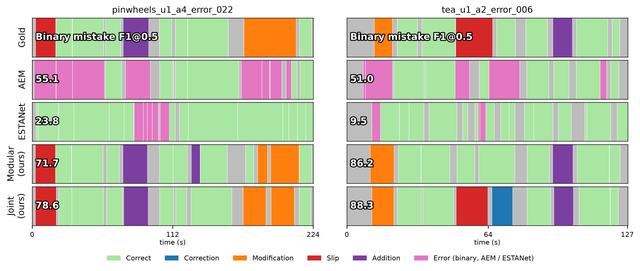 pinwheels_u1_a4_error_022
tea_u1_a2_error_006
Gold
Binary mistake F1@0.5
Binary mistake F1@0.5
AEM
55.1
51.0
ESTANet
23.8
9.5
Modular
(ours)
71.7
86.2
Joint
(ours)
78.6
88.3
0
112
224
time (s)
0
64
127
time (s)
Correct
Correction
Modification
Slip
Addition
Error (binary, AEM / ESTANet)